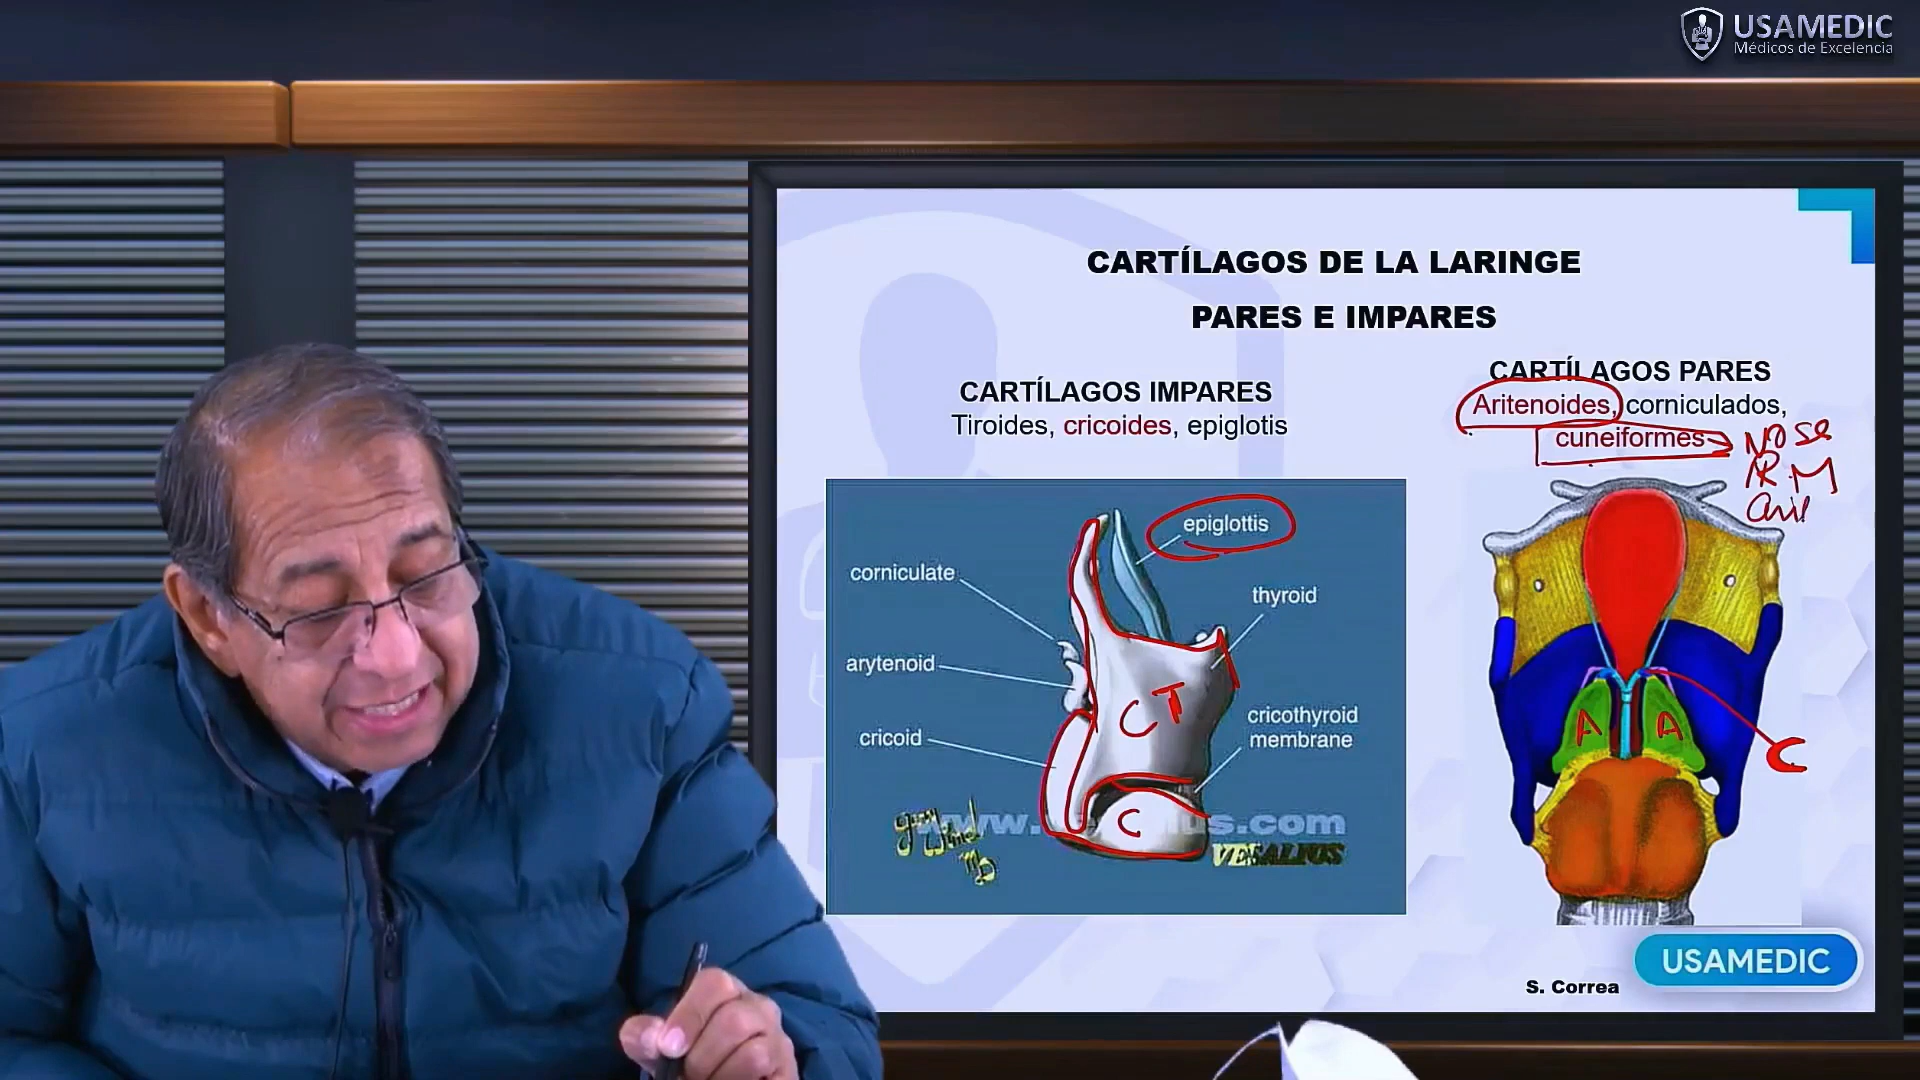 USAMEDIC
Médicos de Excelencia
CARTÍLAGOS DE LA LARINGE
PARES E IMPARES
CARTÍLAGOS IMPARES
Tiroides, cricoides, epiglotis
CARTÍLAGOS PARES
Aritenoides, corniculados,
cuneiformes
NO SE
epiglottis
corniculate
thyroid
arytenoid
cricothyroid
membrane
cricoid
C T
C
VESALIUS
A A
C
USAMEDIC
S. Correa